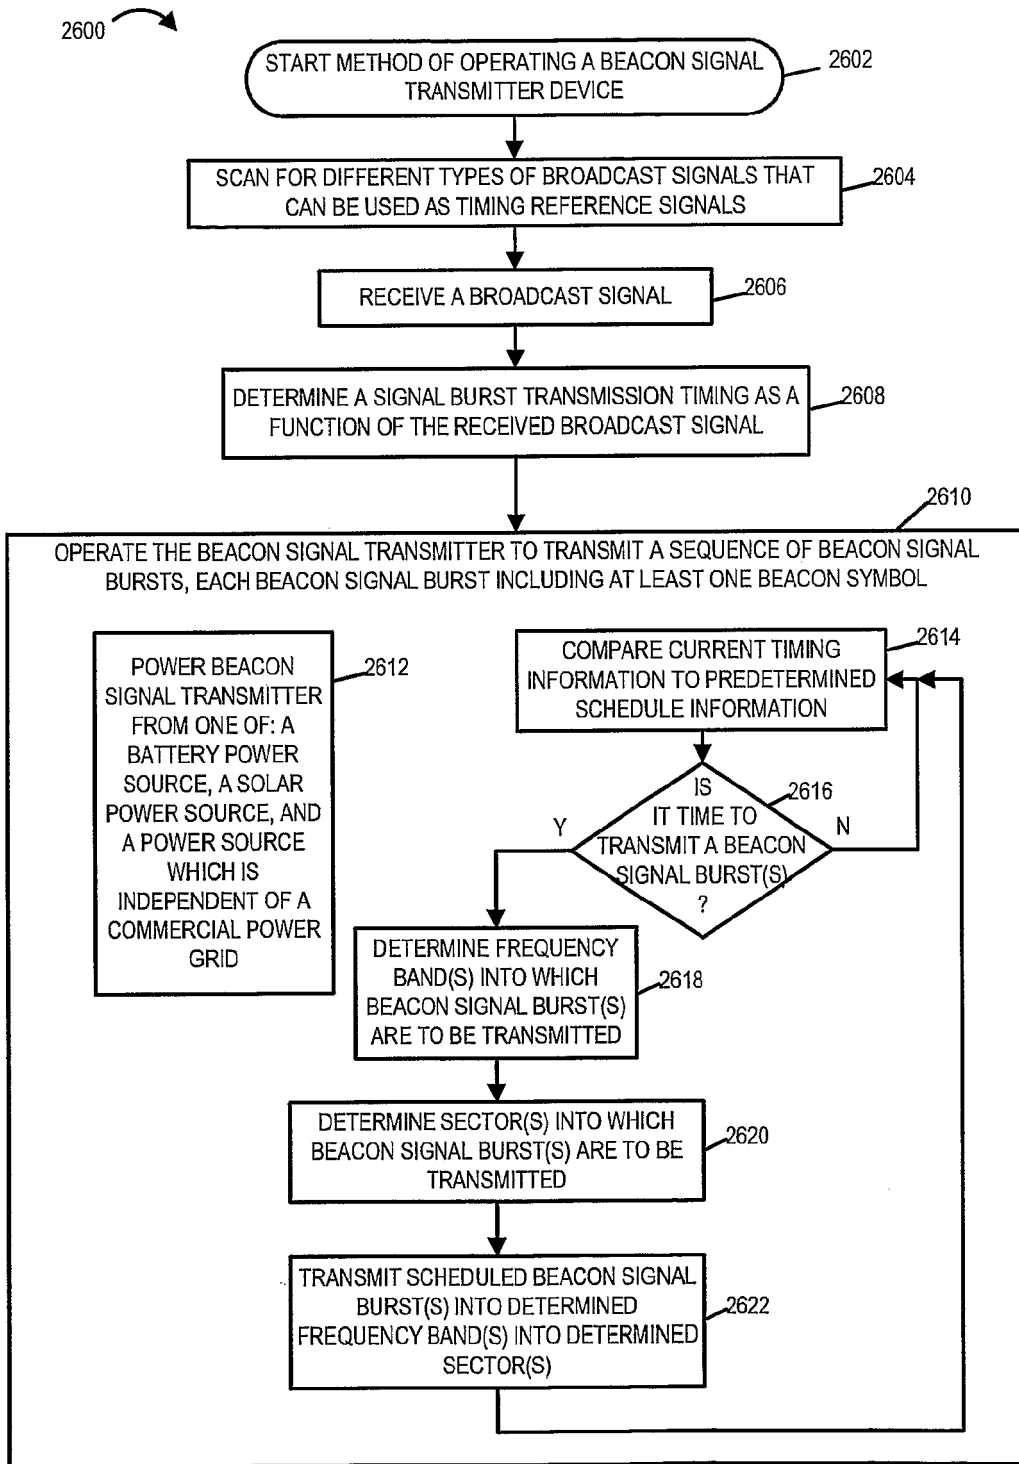 2600
START METHOD OF OPERATING A BEACON SIGNAL
TRANSMITTER DEVICE
2602
SCAN FOR DIFFERENT TYPES OF BROADCAST SIGNALS THAT
CAN BE USED AS TIMING REFERENCE SIGNALS
2604
RECEIVE A BROADCAST SIGNAL
2606
DETERMINE A SIGNAL BURST TRANSMISSION TIMING AS A
FUNCTION OF THE RECEIVED BROADCAST SIGNAL
2608
2610
OPERATE THE BEACON SIGNAL TRANSMITTER TO TRANSMIT A SEQUENCE OF BEACON SIGNAL
BURSTS, EACH BEACON SIGNAL BURST INCLUDING AT LEAST ONE BEACON SYMBOL
POWER BEACON
SIGNAL TRANSMITTER
FROM ONE OF: A
BATTERY POWER
SOURCE, A SOLAR
POWER SOURCE, AND
A POWER SOURCE
WHICH IS
INDEPENDENT OF A
COMMERCIAL POWER
GRID
2612
COMPARE CURRENT TIMING
INFORMATION TO PREDETERMINED
SCHEDULE INFORMATION
2614
IS
IT TIME TO
TRANSMIT A BEACON
SIGNAL BURST(S)
?
2616
Y
N
DETERMINE FREQUENCY
BAND(S) INTO WHICH
BEACON SIGNAL BURST(S)
ARE TO BE TRANSMITTED
2618
DETERMINE SECTOR(S) INTO WHICH
BEACON SIGNAL BURST(S) ARE TO BE
TRANSMITTED
2620
TRANSMIT SCHEDULED BEACON SIGNAL
BURST(S) INTO DETERMINED
FREQUENCY BAND(S) INTO DETERMINED
SECTOR(S)
2622